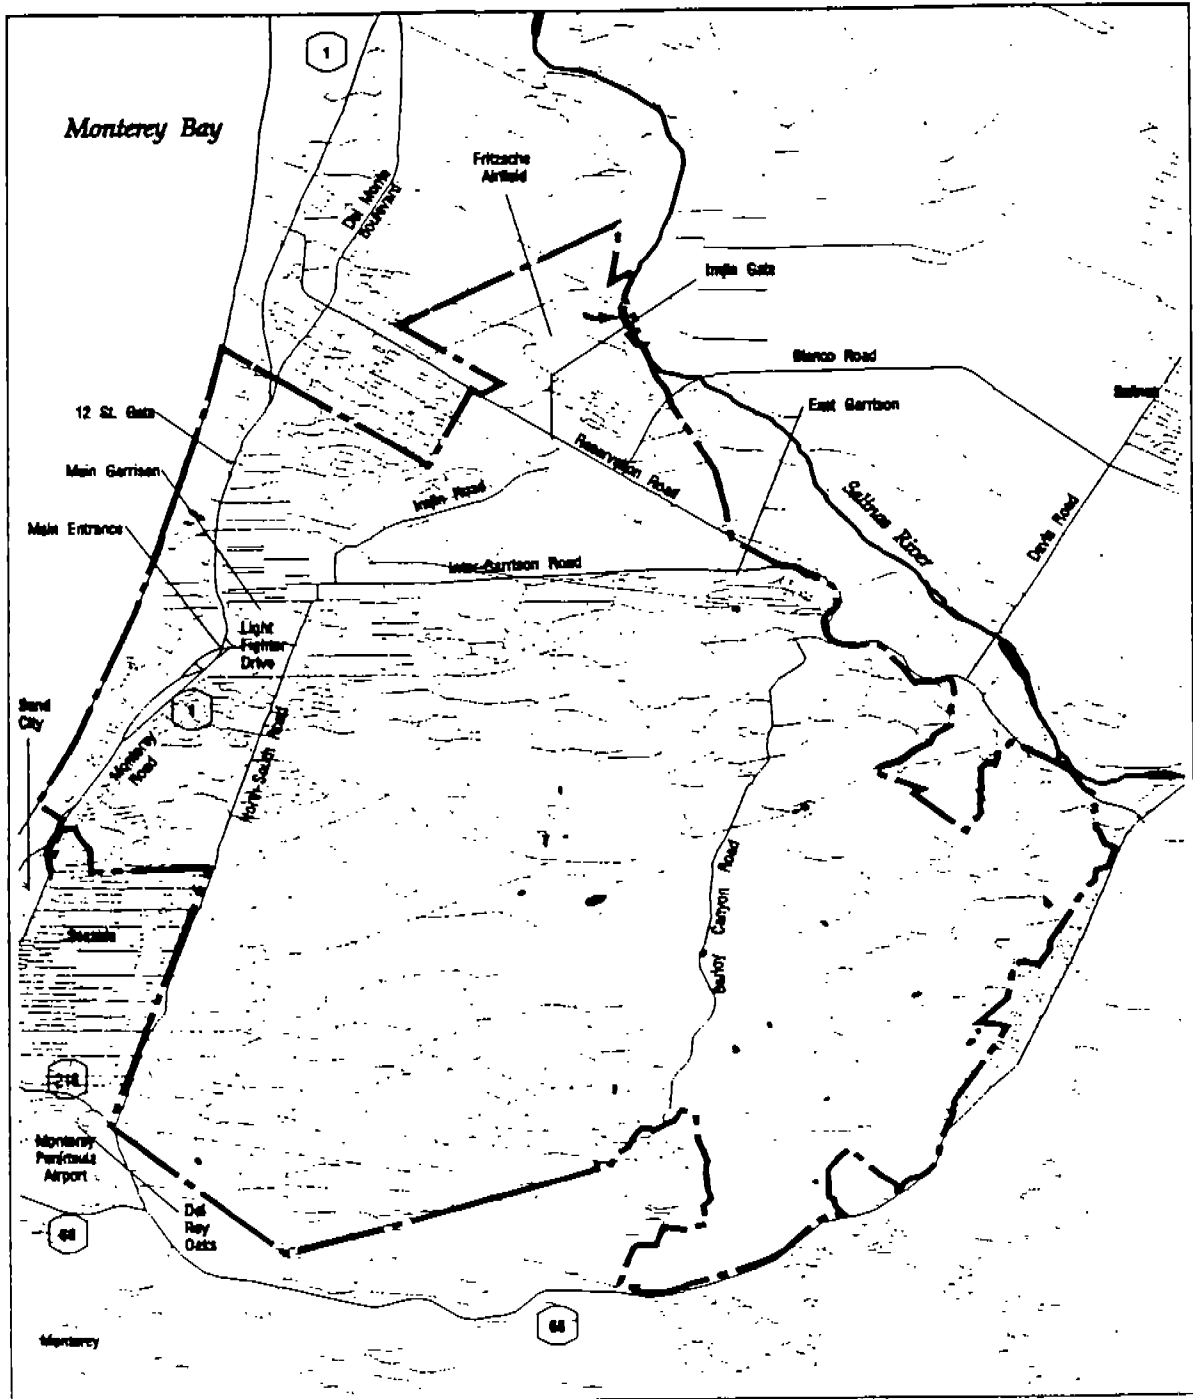 1
Monterey Bay
Fritzsche
Airfield
Del Monte
Boulevard
Imjin Gate
Blanco Road
Salinas
12 St. Gate
East Garrison
Main Garrison
Reservation Road
Imjin Road
Salinas River
Davis Road
Main Entrance
Inter-Garrison Road
Light
Fighter
Drive
Sand
City
1
Monterey
Road
North-South Road
Barloy Canyon Road
Seaside
218
Monterey
Peninsula
Airport
Del
Rey
Oaks
68
68
Monterey